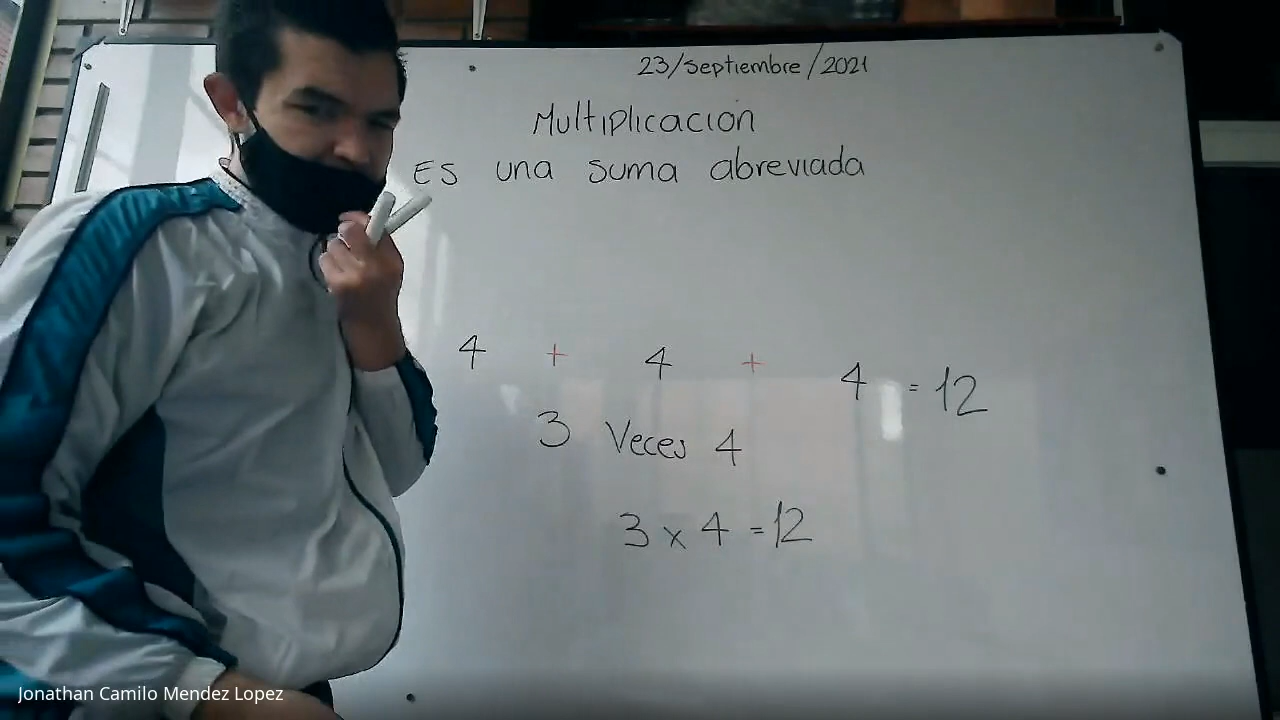 23/Septiembre/2021
Multiplicación
Es una suma abreviada
4 + 4 + 4 = 12
3 Veces 4
3 x 4 = 12
Jonathan Camilo Mendez Lopez